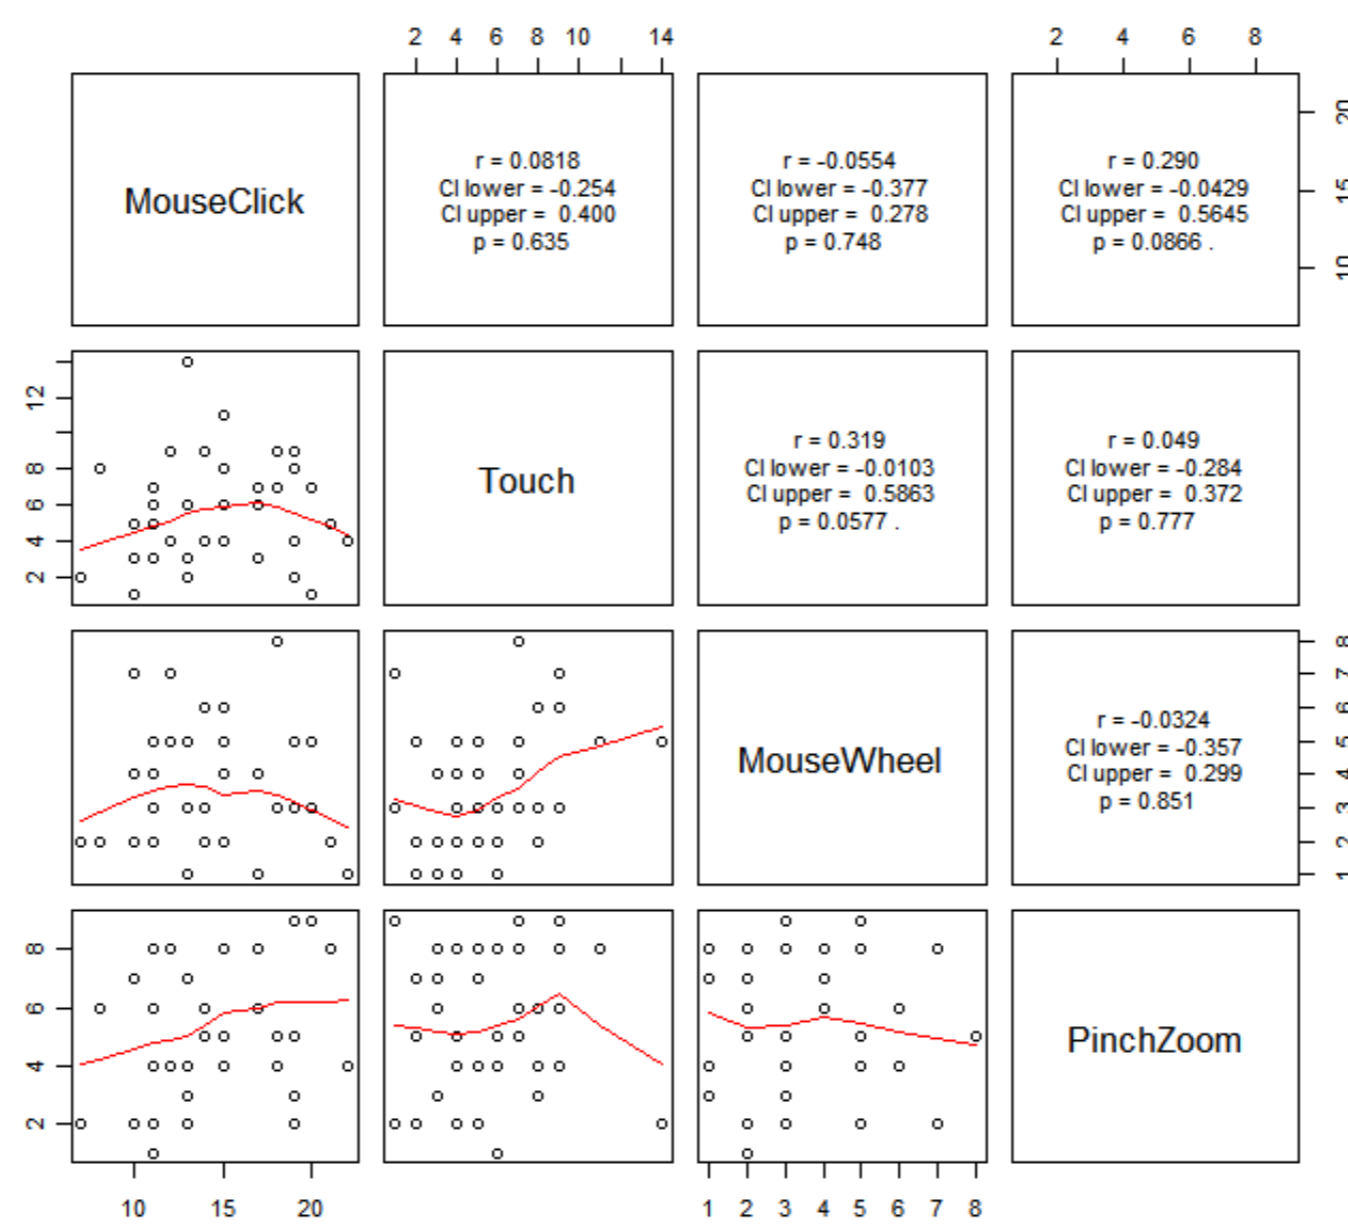 2 4 6 8 10 14
2 4 6 8
MouseClick
r = 0.0818
CI lower = -0.254
CI upper = 0.400
p = 0.635
r = -0.0554
CI lower = -0.377
CI upper = 0.278
p = 0.748
r = 0.290
CI lower = -0.0429
CI upper = 0.5645
p = 0.0866 .
10 15 20
2 4 6 8 12
Touch
r = 0.319
CI lower = -0.0103
CI upper = 0.5863
p = 0.0577 .
r = 0.049
CI lower = -0.284
CI upper = 0.372
p = 0.777
MouseWheel
r = -0.0324
CI lower = -0.357
CI upper = 0.299
p = 0.851
1 2 3 4 5 6 7 8
2 4 6 8
PinchZoom
10 15 20
1 2 3 4 5 6 7 8